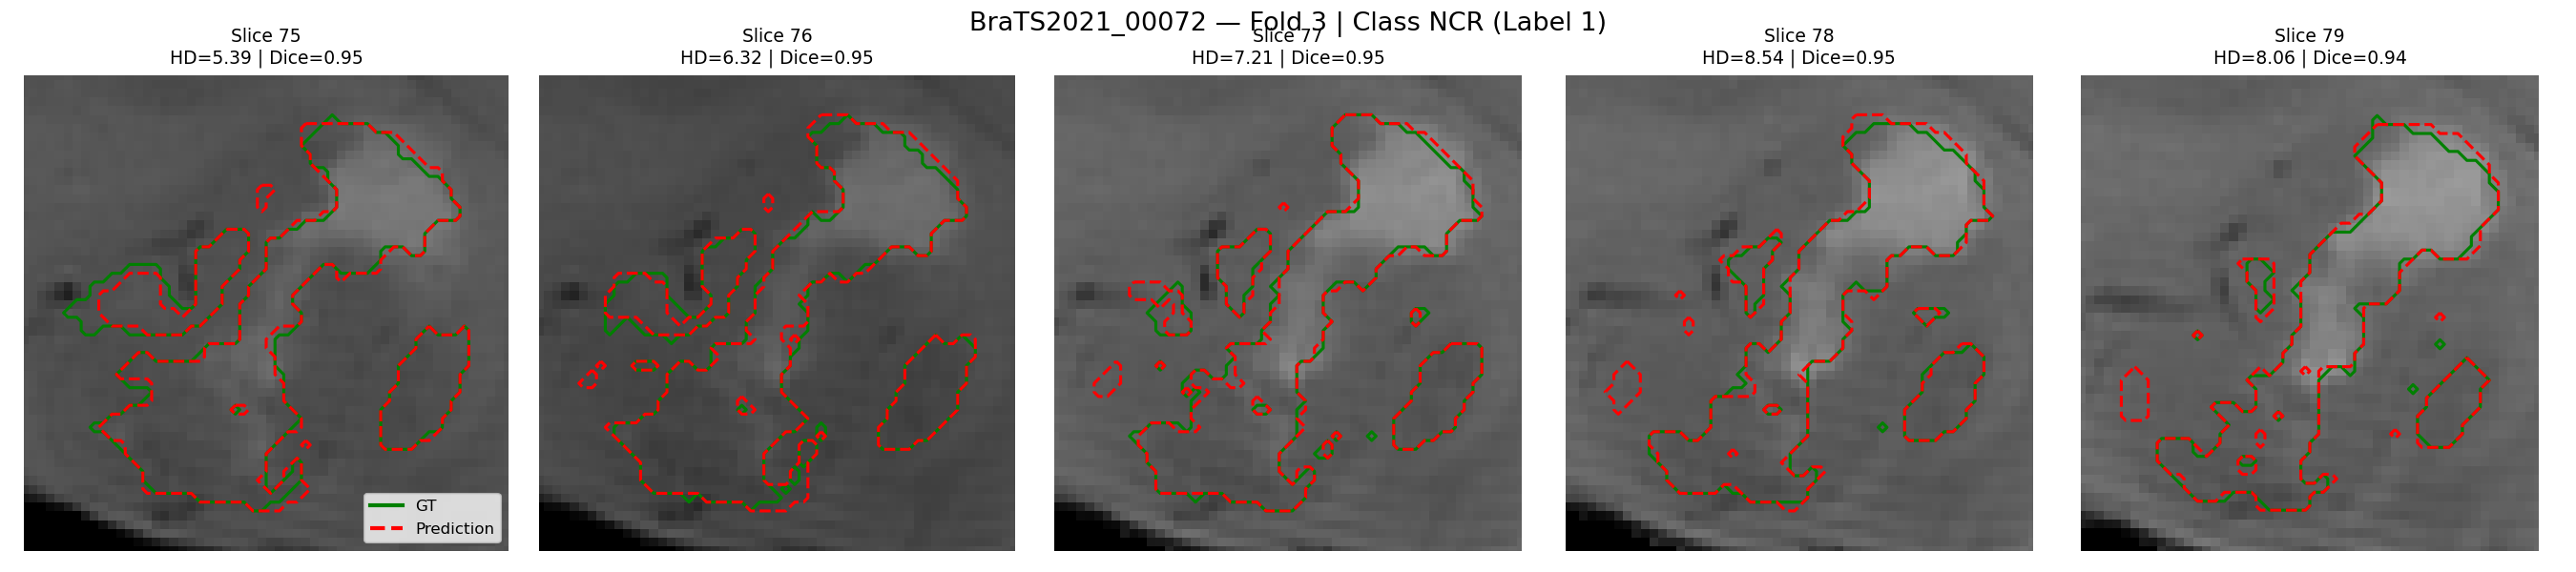 BraTS2021_00072 — Fold 3 | Class NCR (Label 1)
Slice 75
HD=5.39 | Dice=0.95
Slice 76
HD=6.32 | Dice=0.95
Slice 77
HD=7.21 | Dice=0.95
Slice 78
HD=8.54 | Dice=0.95
Slice 79
HD=8.06 | Dice=0.94
GT
Prediction